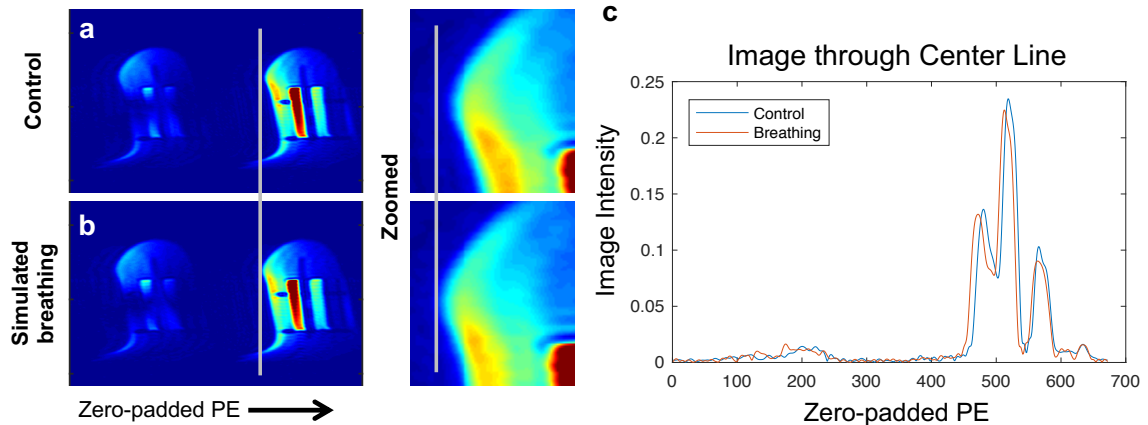 a
Control
b
Simulated
breathing
Zoomed
Zero-padded PE
c
Image through Center Line
Control
Breathing
Image Intensity
0.25
0.2
0.15
0.1
0.05
0
0 100 200 300 400 500 600 700
Zero-padded PE